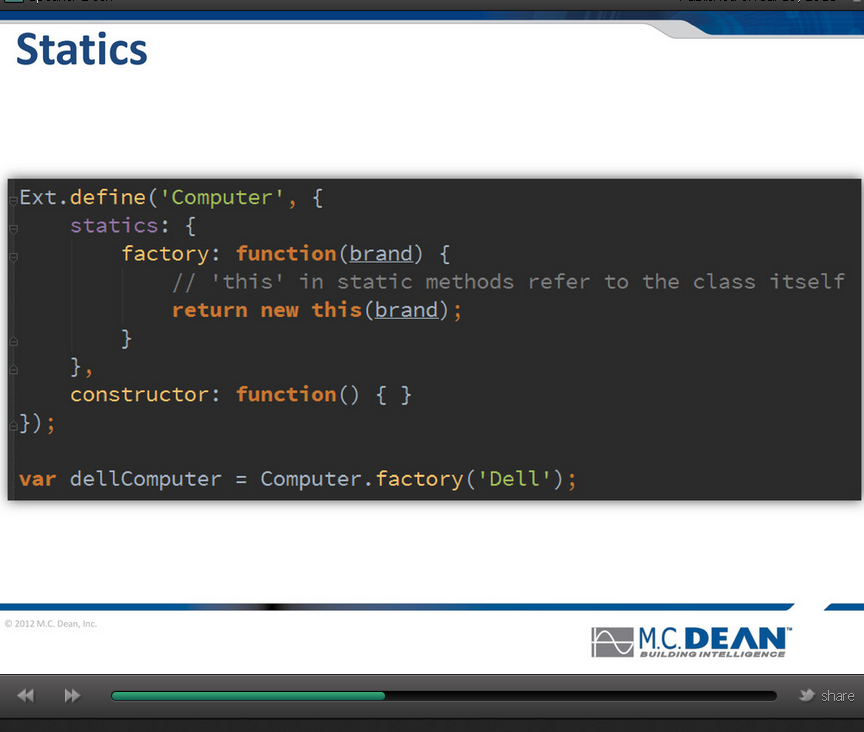 Statics
Ext.define('Computer', {
    statics: {
        factory: function(brand) {
            // 'this' in static methods refer to the class itself
            return new this(brand);
        }
    },
    constructor: function() { }
});
var dellComputer = Computer.factory('Dell');
© 2012 M.C. Dean, Inc.
M.C. DEAN™
BUILDING INTELLIGENCE
share